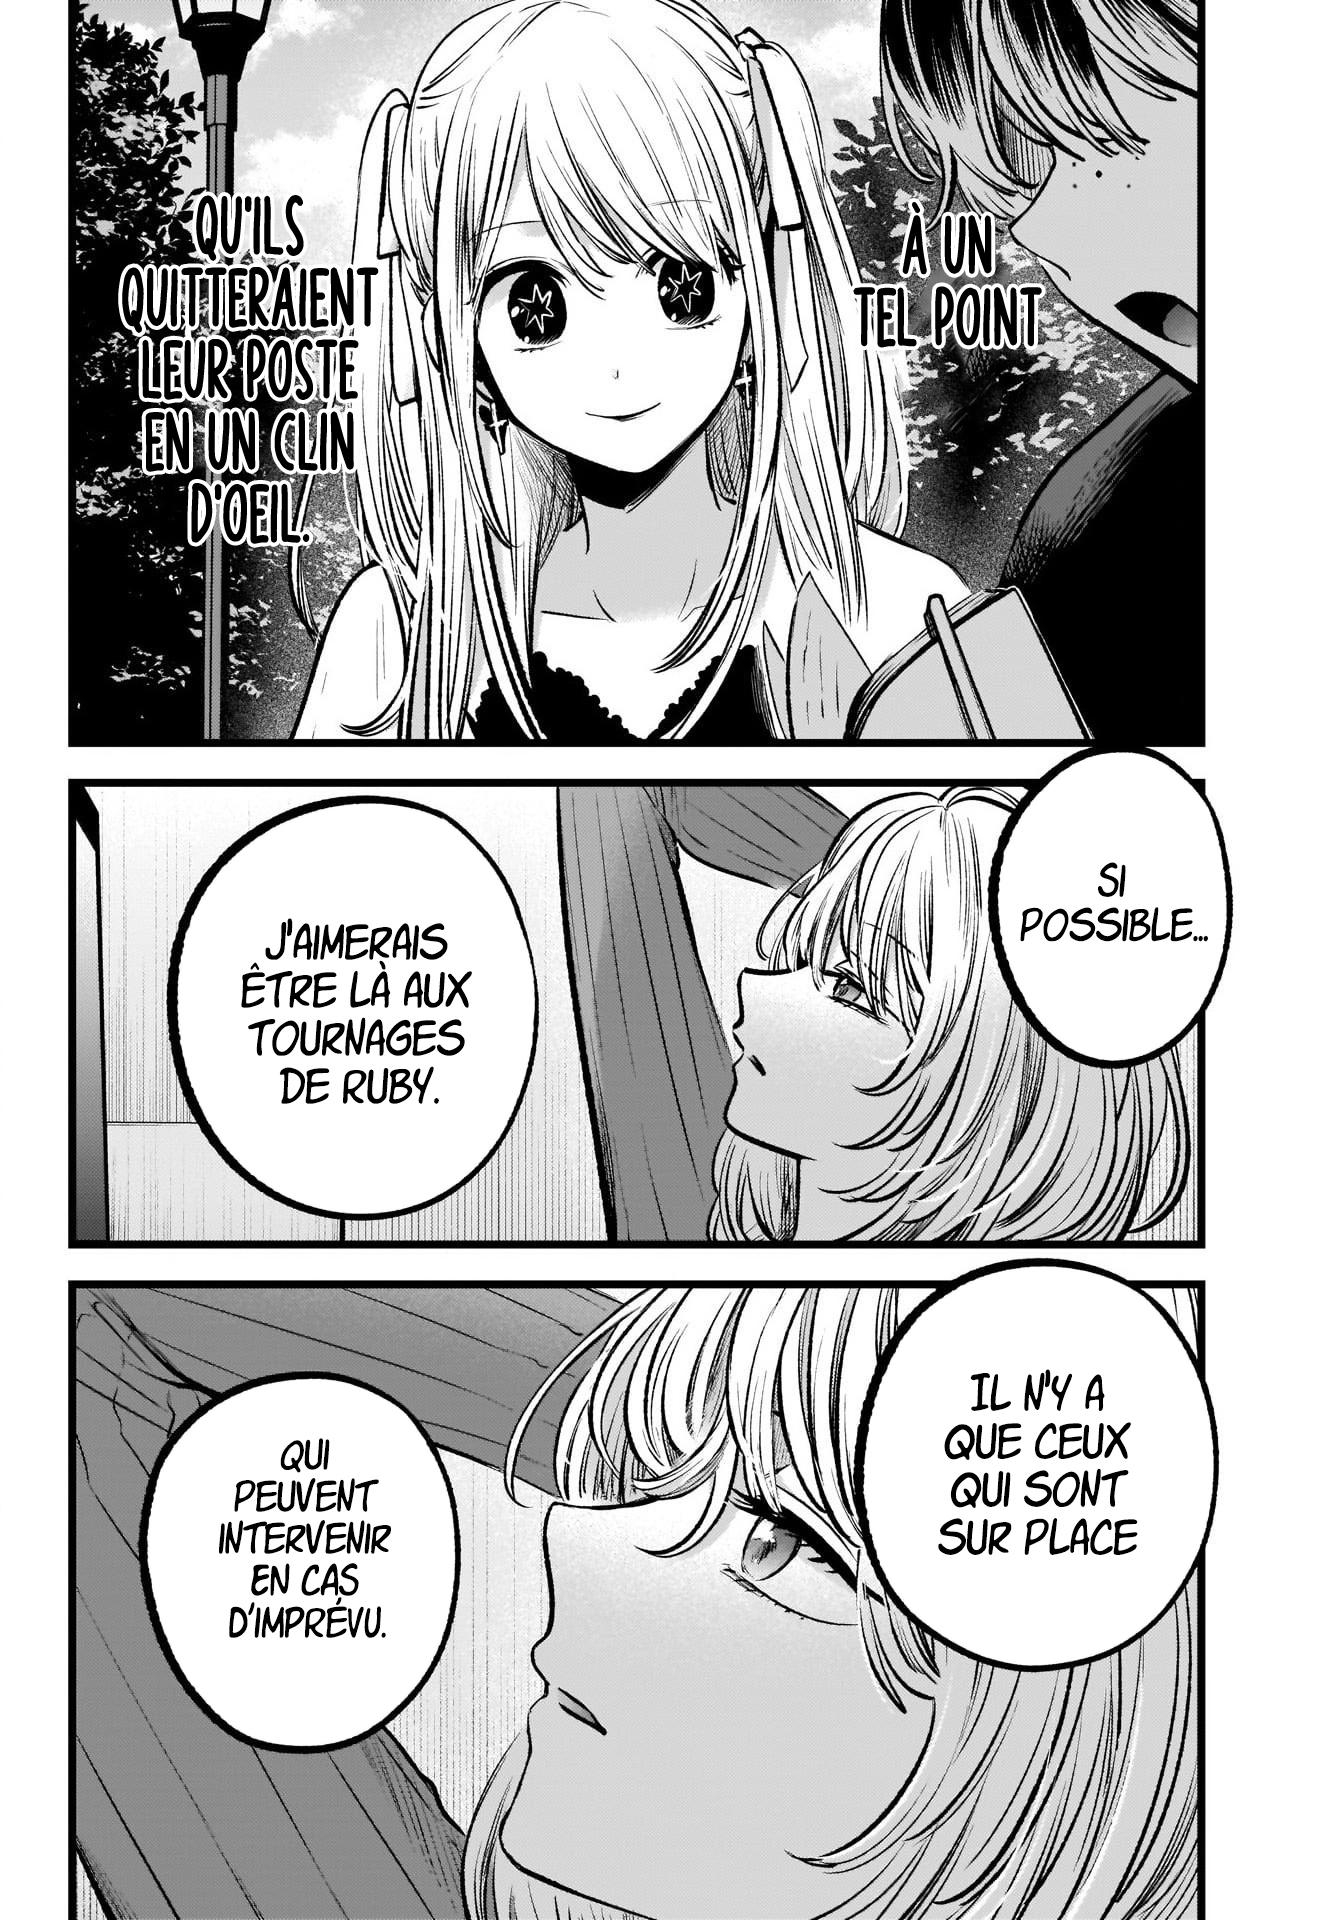 À UN
TEL POINT
QU'ILS
QUITTERAIENT
LEUR POSTE
EN UN CLIN
D'OEIL.
SI
POSSIBLE...
J'AIMERAIS
ÊTRE LÀ AUX
TOURNAGES
DE RUBY.
IL N'Y A
QUE CEUX
QUI SONT
SUR PLACE
QUI
PEUVENT
INTERVENIR
EN CAS
D'IMPRÉVU.